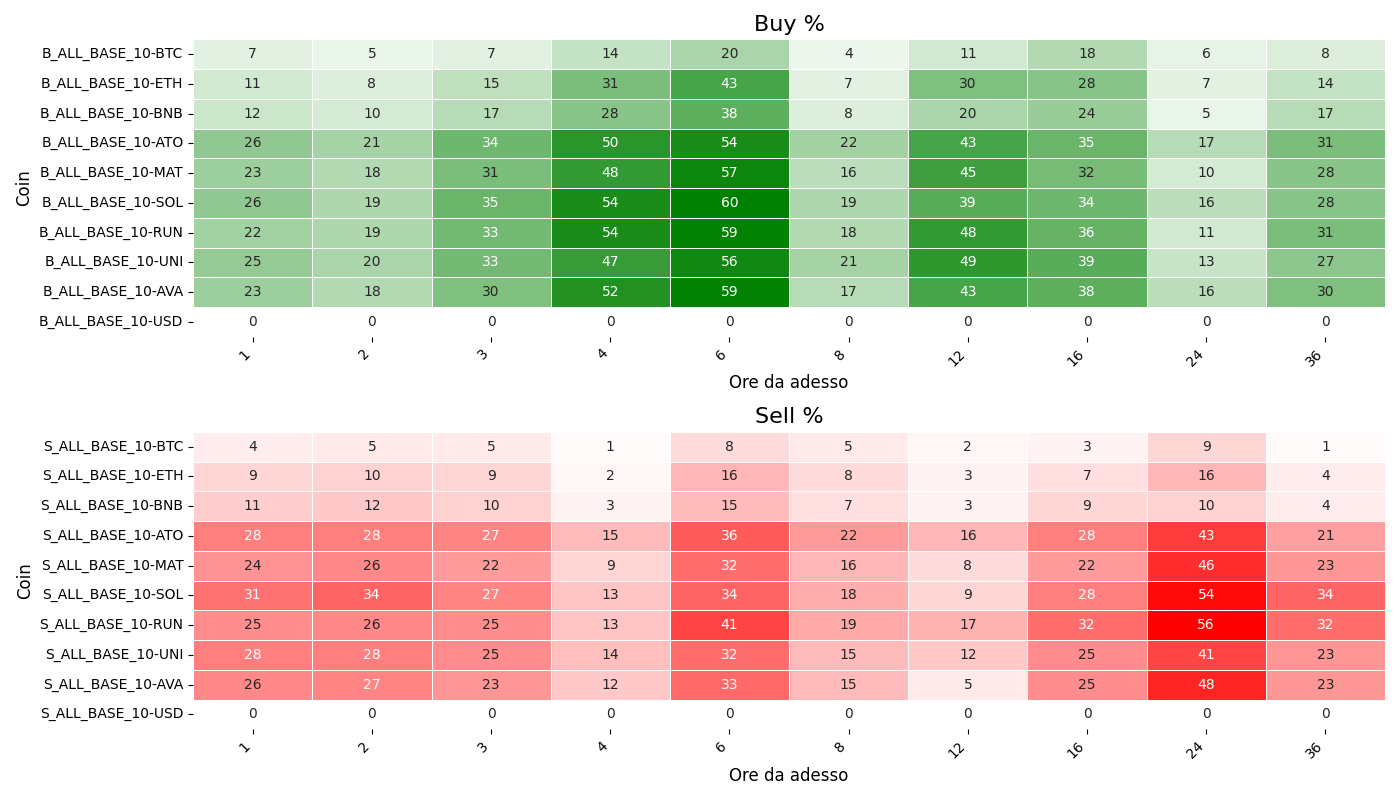 Buy %
Coin
B_ALL_BASE_10-BTC 7 5 7 14 20 4 11 18 6 8
B_ALL_BASE_10-ETH 11 8 15 31 43 7 30 28 7 14
B_ALL_BASE_10-BNB 12 10 17 28 38 8 20 24 5 17
B_ALL_BASE_10-ATO 26 21 34 50 54 22 43 35 17 31
B_ALL_BASE_10-MAT 23 18 31 48 57 16 45 32 10 28
B_ALL_BASE_10-SOL 26 19 35 54 60 19 39 34 16 28
B_ALL_BASE_10-RUN 22 19 33 54 59 18 48 36 11 31
B_ALL_BASE_10-UNI 25 20 33 47 56 21 49 39 13 27
B_ALL_BASE_10-AVA 23 18 30 52 59 17 43 38 16 30
B_ALL_BASE_10-USD 0 0 0 0 0 0 0 0 0 0
1 2 3 4 6 8 12 16 24 36
Ore da adesso
Sell %
Coin
S_ALL_BASE_10-BTC 4 5 5 1 8 5 2 3 9 1
S_ALL_BASE_10-ETH 9 10 9 2 16 8 3 7 16 4
S_ALL_BASE_10-BNB 11 12 10 3 15 7 3 9 10 4
S_ALL_BASE_10-ATO 28 28 27 15 36 22 16 28 43 21
S_ALL_BASE_10-MAT 24 26 22 9 32 16 8 22 46 23
S_ALL_BASE_10-SOL 31 34 27 13 34 18 9 28 54 34
S_ALL_BASE_10-RUN 25 26 25 13 41 19 17 32 56 32
S_ALL_BASE_10-UNI 28 28 25 14 32 15 12 25 41 23
S_ALL_BASE_10-AVA 26 27 23 12 33 15 5 25 48 23
S_ALL_BASE_10-USD 0 0 0 0 0 0 0 0 0 0
1 2 3 4 6 8 12 16 24 36
Ore da adesso